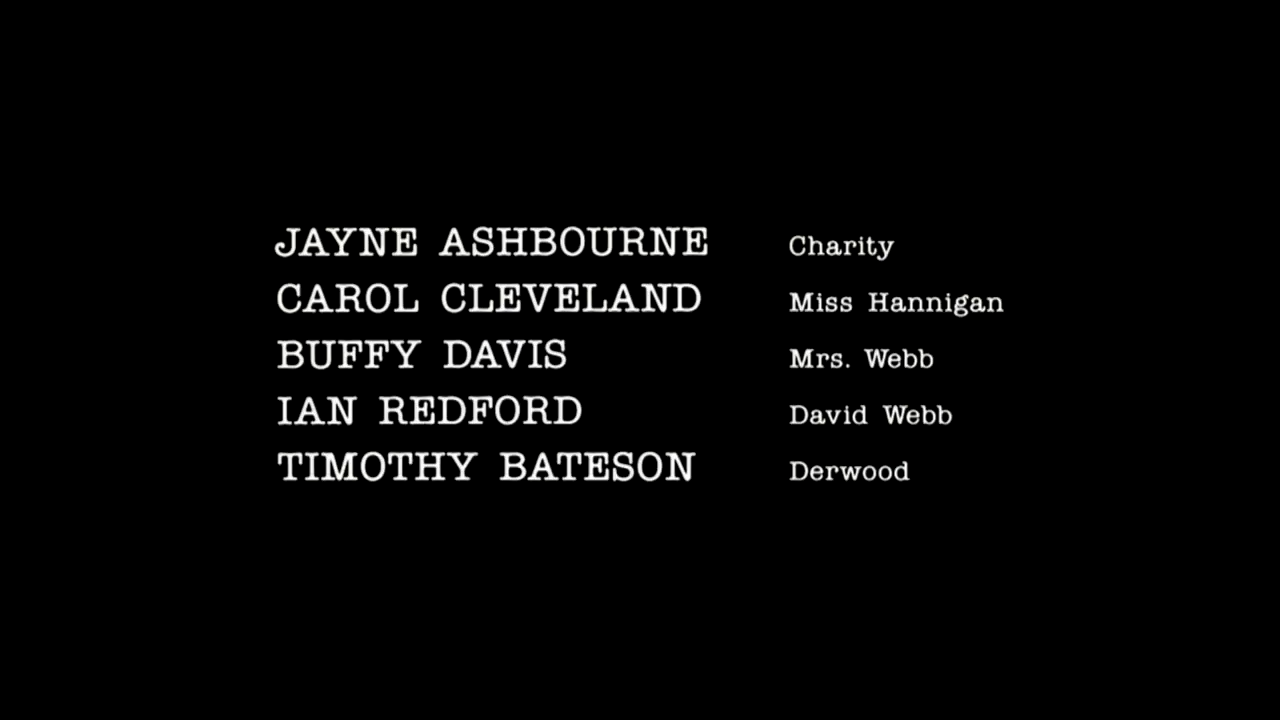 JAYNE ASHBOURNE Charity
CAROL CLEVELAND Miss Hannigan
BUFFY DAVIS Mrs. Webb
IAN REDFORD David Webb
TIMOTHY BATESON Derwood